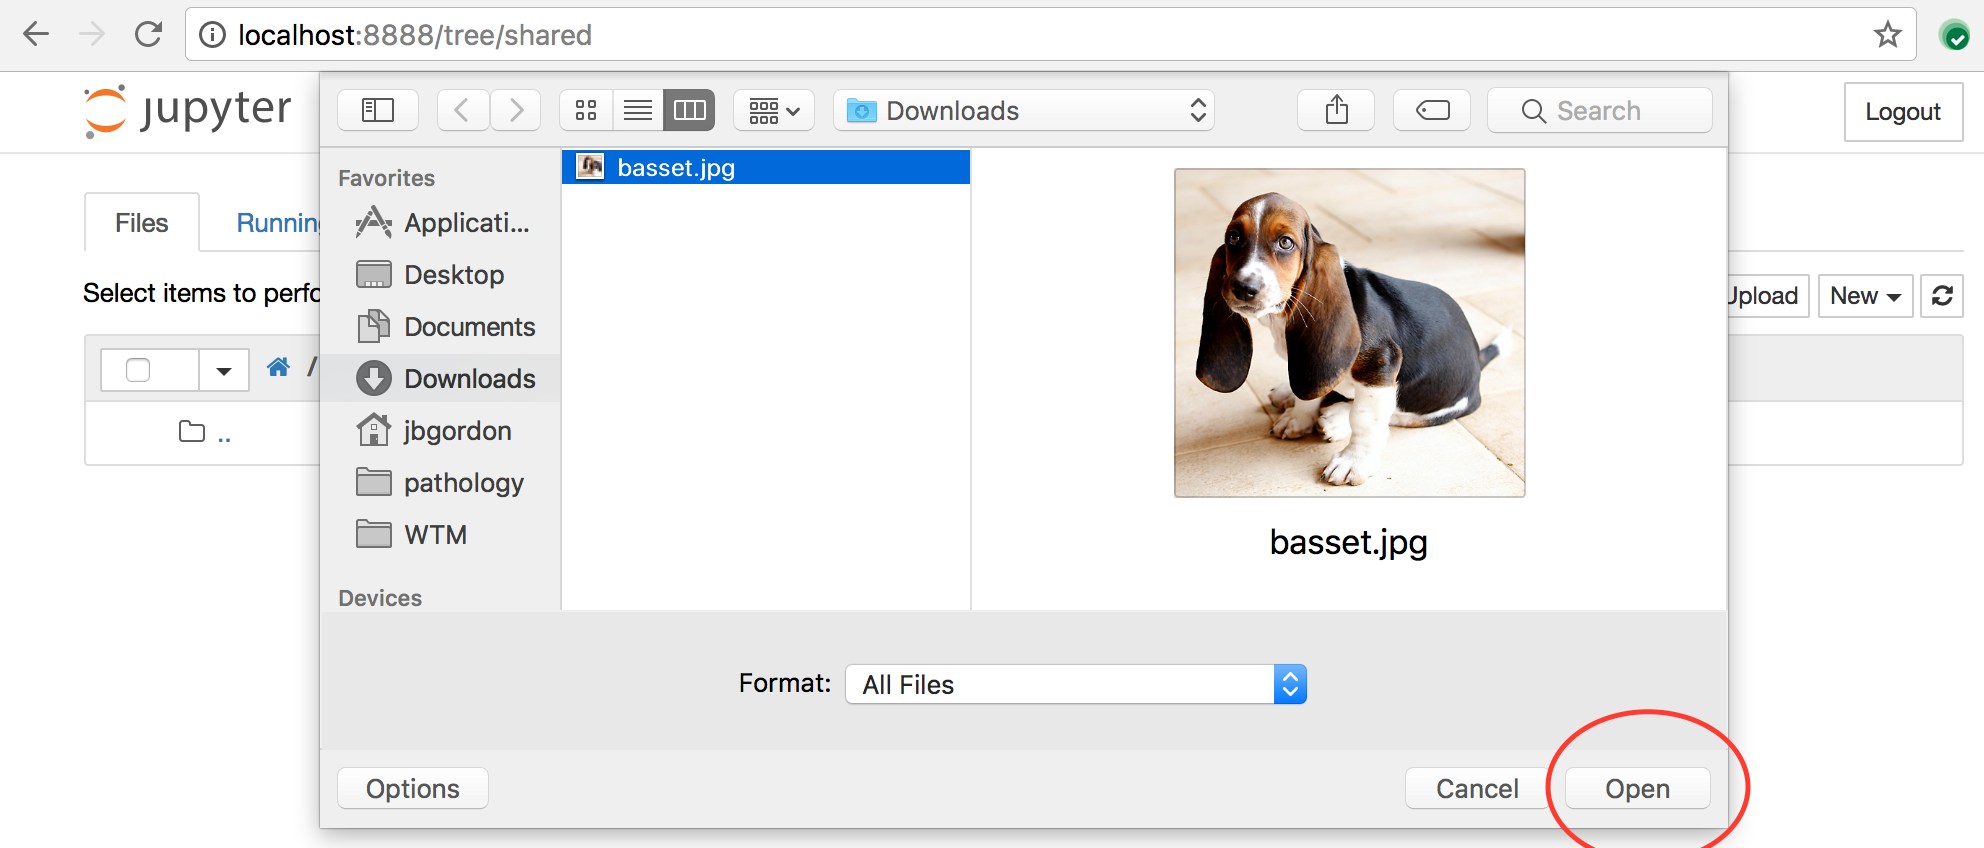 localhost:8888/tree/shared
jupyter
Downloads
Search
Logout
Favorites
basset.jpg
Files
Running
Applicati...
Desktop
Select items to perfo
Documents
Upload
New
/
Downloads
..
jbgordon
pathology
WTM
basset.jpg
Devices
Format:
All Files
Options
Cancel
Open